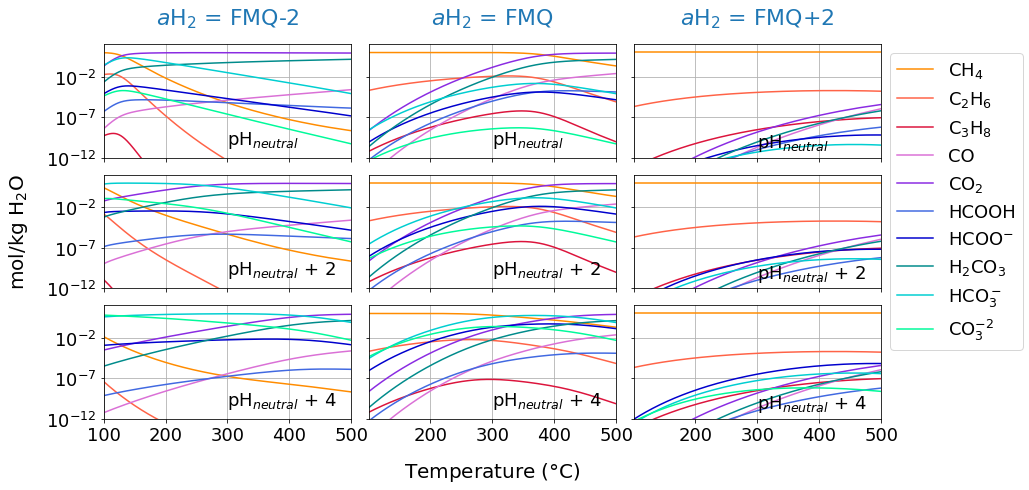 aH₂ = FMQ-2
aH₂ = FMQ
aH₂ = FMQ+2
10⁻²
10⁻⁷
10⁻¹²
pHneutral
pHneutral
pHneutral
10⁻²
10⁻⁷
10⁻¹²
pHneutral + 2
pHneutral + 2
pHneutral + 2
10⁻²
10⁻⁷
10⁻¹²
pHneutral + 4
pHneutral + 4
pHneutral + 4
100 200 300 400 500
200 300 400 500
200 300 400 500
mol/kg H₂O
Temperature (°C)
CH₄
C₂H₆
C₃H₈
CO
CO₂
HCOOH
HCOO⁻
H₂CO₃
HCO₃⁻
CO₃⁻²